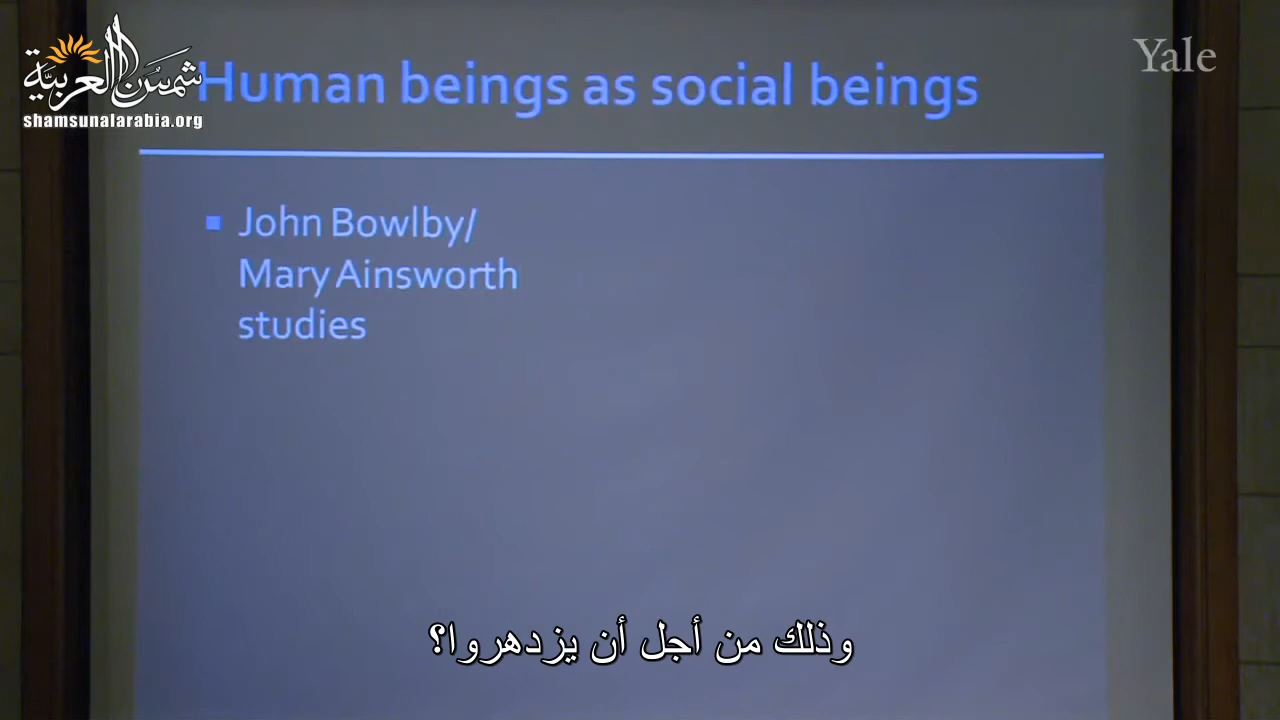 شمس العربية
shamsunalarabia.org
Yale
Human beings as social beings
John Bowlby/
Mary Ainsworth
studies
وذلك من أجل أن يزدهروا؟